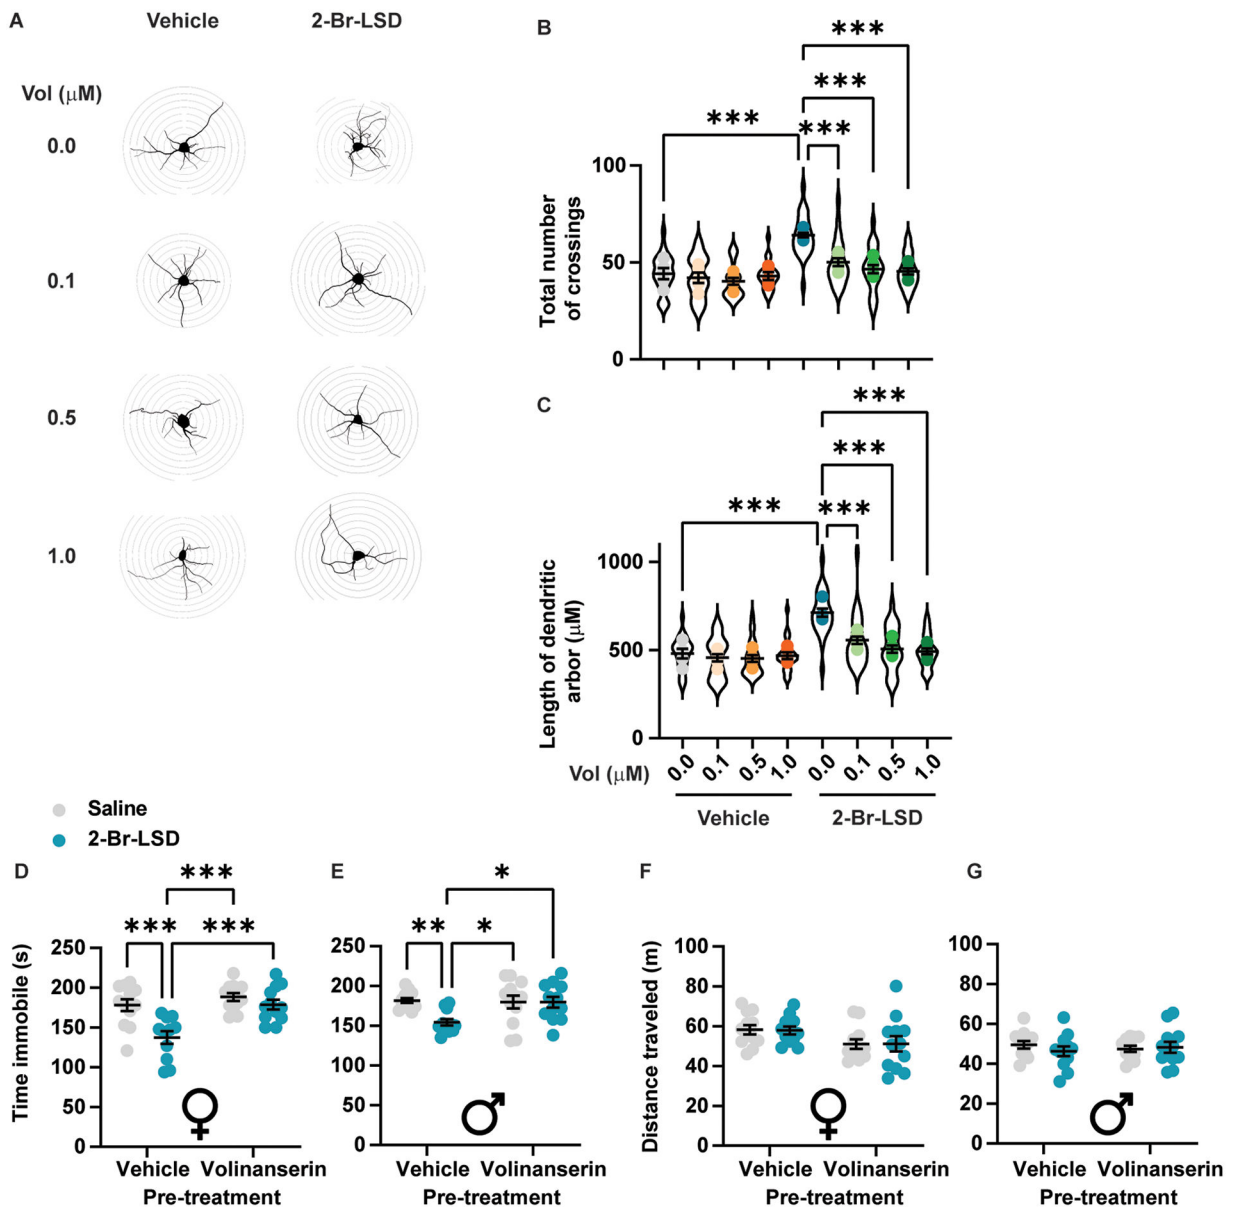 A
Vehicle
2-Br-LSD
Vol (μM)
0.0
0.1
0.5
1.0
B
***
***
***
***
100
50
0
Total number
of crossings
C
***
***
***
***
1000
500
0
Length of dendritic
arbor (μM)
Vol (μM)
0.0
0.1
0.5
1.0
0.0
0.1
0.5
1.0
Vehicle
2-Br-LSD
Saline
2-Br-LSD
D
***
***
***
250
200
150
100
50
0
Time immobile (s)
♀
Vehicle
Volinanserin
Pre-treatment
E
*
**
*
250
200
150
100
50
0
♂
Vehicle
Volinanserin
Pre-treatment
F
100
80
60
40
20
0
Distance traveled (m)
♀
Vehicle
Volinanserin
Pre-treatment
G
100
80
60
40
20
0
♂
Vehicle
Volinanserin
Pre-treatment